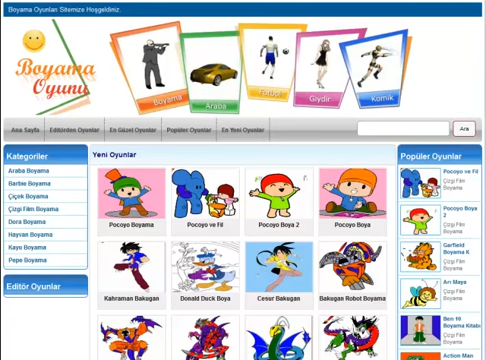 Boyama Oyunları Sitemize Hoşgeldiniz.
Boyama
Oyunu
Boyama
Araba
Futbol
Giydir
Komik
Ana Sayfa
Editörden Oyunlar
En Güzel Oyunlar
Popüler Oyunlar
En Yeni Oyunlar
Ara
Kategoriler
Araba Boyama
Barbie Boyama
Çiçek Boyama
Çizgi Film Boyama
Dora Boyama
Hayvan Boyama
Kayu Boyama
Pepe Boyama
Editör Oyunlar
Yeni Oyunlar
Pocoyo Boyama
Pocoyo ve Fil
Pocoyo Boya 2
Pocoyo Boya
Kahraman Bakugan
Donald Duck Boya
Cesur Bakugan
Bakugan Robot Boyama
Popüler Oyunlar
Pocoyo ve Fil
Çizgi Film
Boyama
Pocoyo Boya
2
Çizgi Film
Boyama
Garfield
Boyama K
Çizgi Film
Boyama
Arı Maya
Çizgi Film
Boyama
Ben 10
Boyama Kitabı
Çizgi Film
Boyama
Action Man